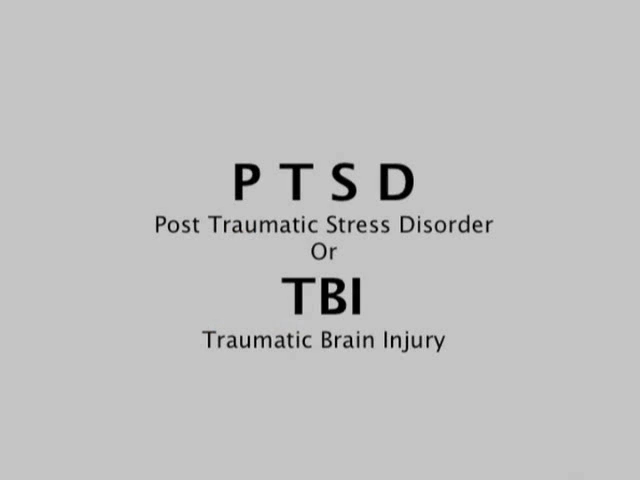 P T S D
Post Traumatic Stress Disorder
Or
TBI
Traumatic Brain Injury